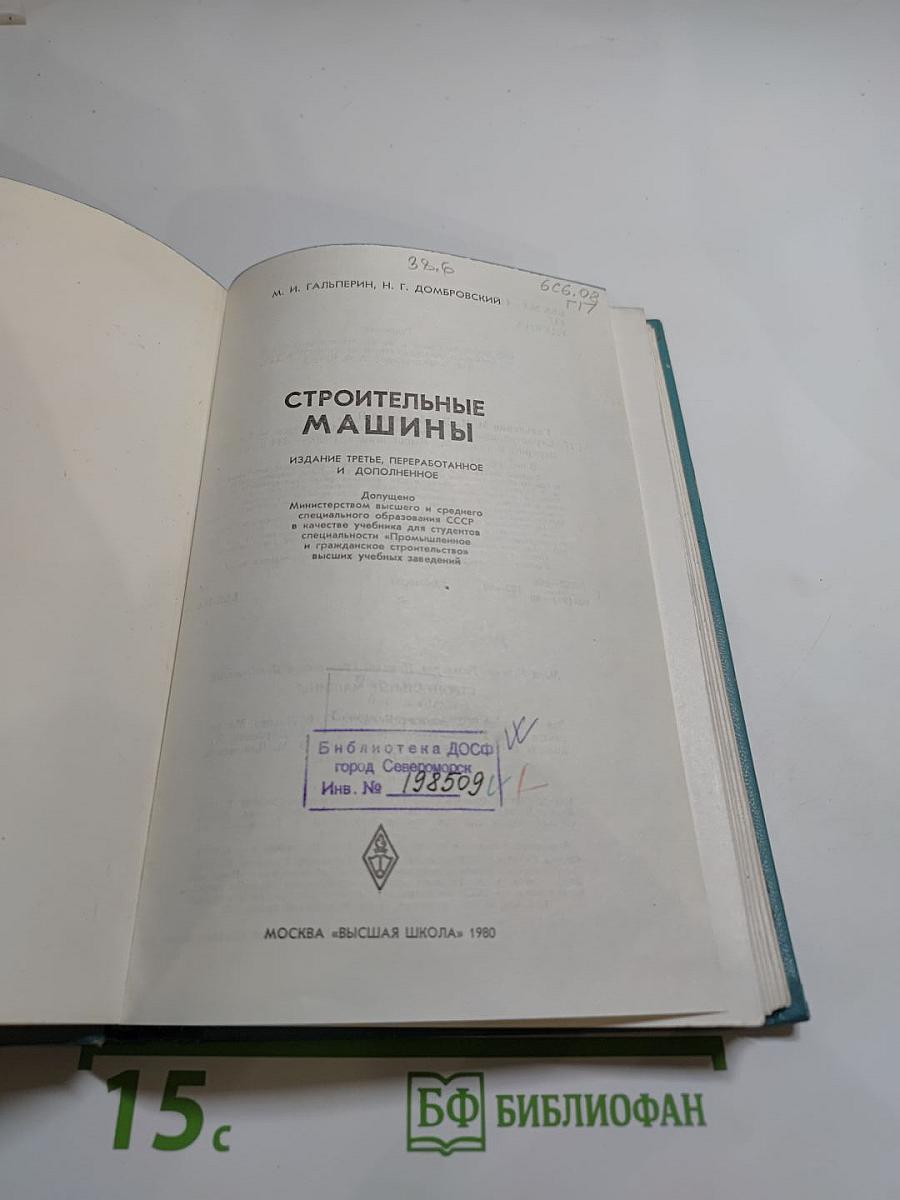 38.6
6С6.08
Г17
М. И. ГАЛЬПЕРИН, Н. Г. ДОМБРОВСКИЙ
СТРОИТЕЛЬНЫЕ
МАШИНЫ
ИЗДАНИЕ ТРЕТЬЕ, ПЕРЕРАБОТАННОЕ
И ДОПОЛНЕННОЕ
Допущено
Министерством высшего и среднего
специального образования СССР
в качестве учебника для студентов
специальности «Промышленное
и гражданское строительство»
высших учебных заведений
Библиотека ДОСФ
город Североморск
Инв. № 198509
МОСКВА «ВЫСШАЯ ШКОЛА» 1980
15 с
БФ БИБЛИОФАН